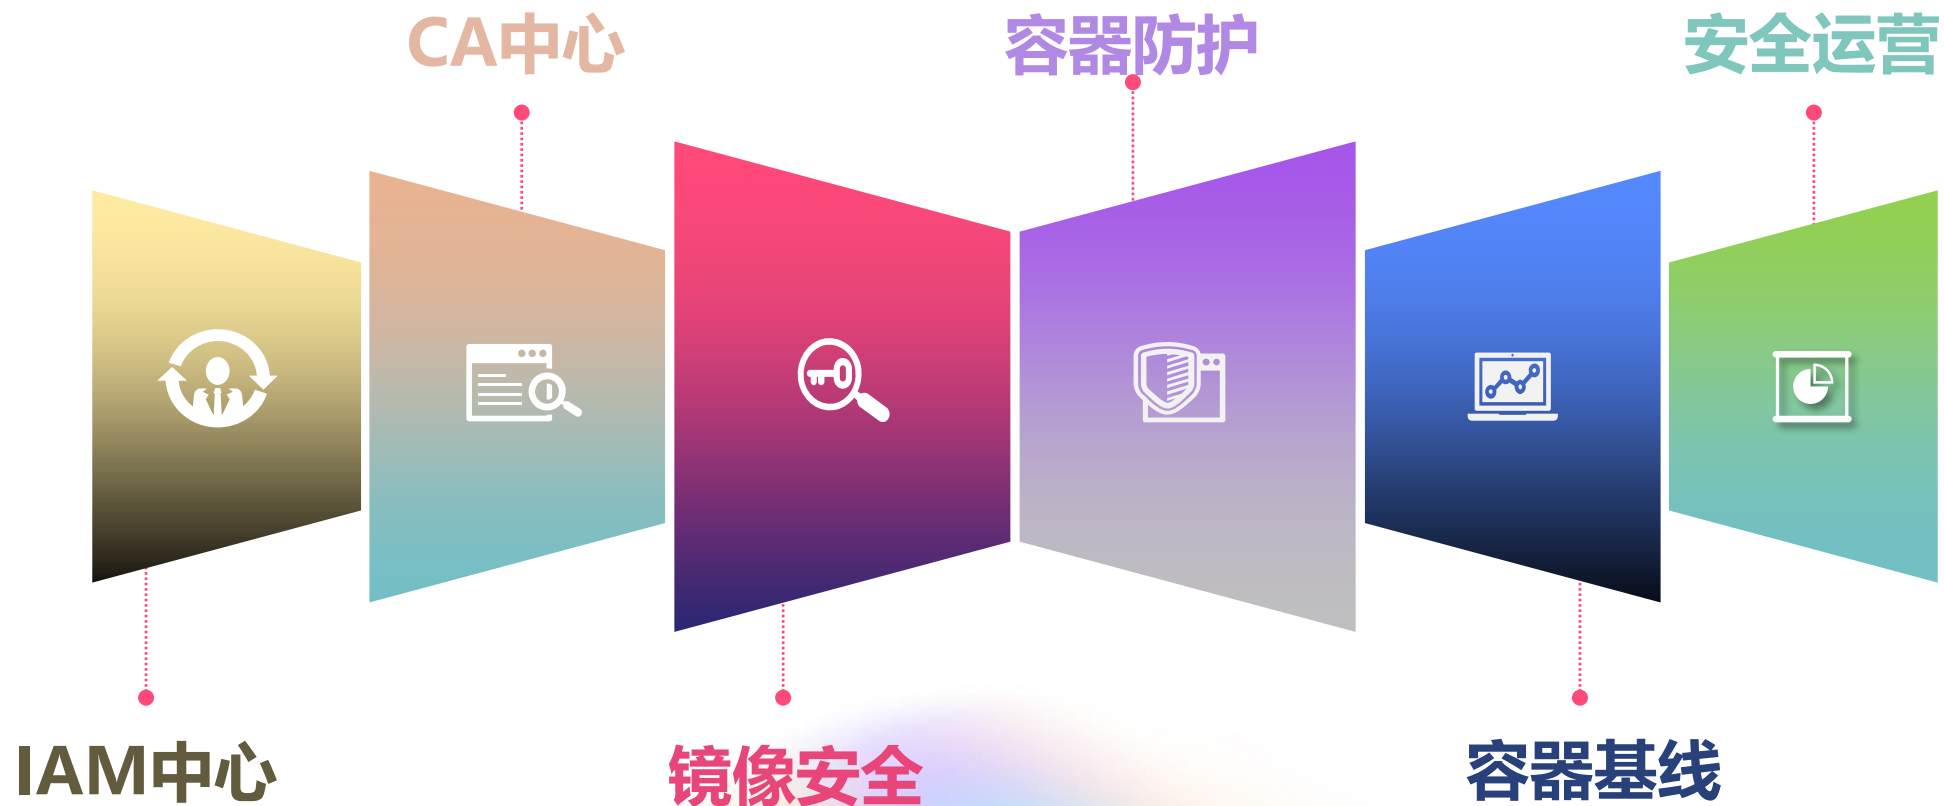 CA中心
容器防护
安全运营
IAM中心
镜像安全
容器基线